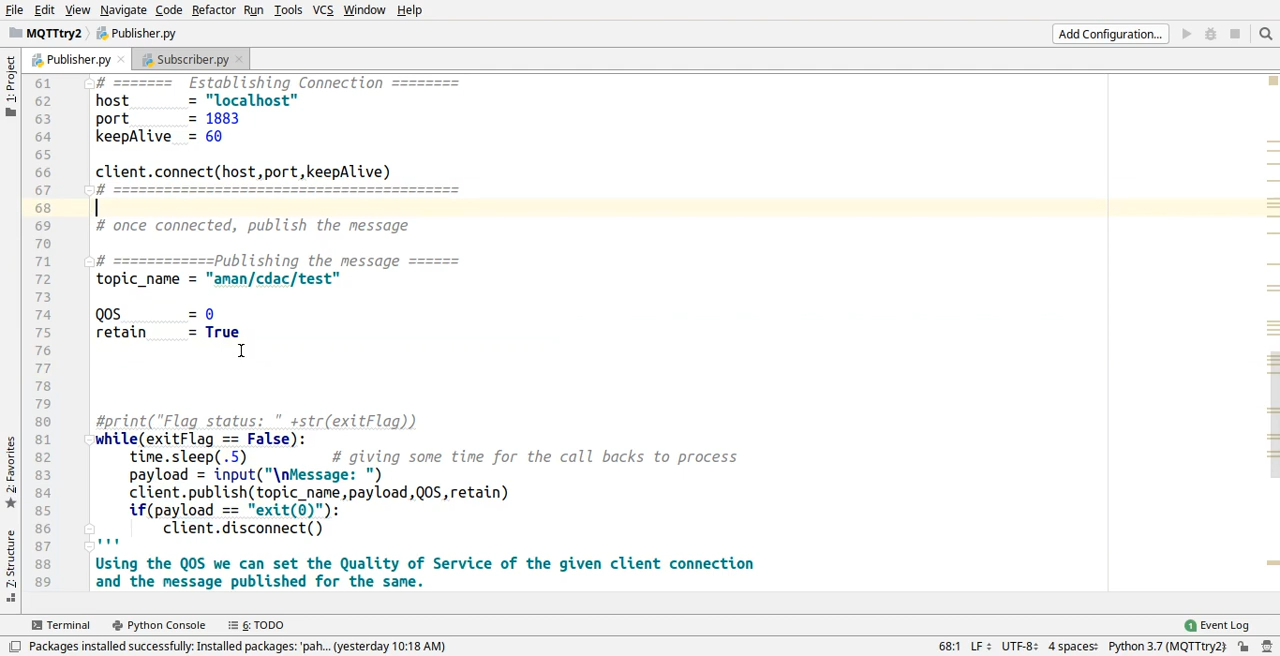 File Edit View Navigate Code Refactor Run Tools VCS Window Help
MQTTtry2 Publisher.py Add Configuration...
1: Project
Publisher.py Subscriber.py
61 # ======= Establishing Connection ========
62 host = "localhost"
63 port = 1883
64 keepAlive = 60
65
66 client.connect(host,port,keepAlive)
67 # =========================================
68
69 # once connected, publish the message
70
71 # ============Publishing the message ======
72 topic_name = "aman/cdac/test"
73
74 QOS = 0
75 retain = True
76
77
78
79
80 #print("Flag status: " +str(exitFlag))
81 while(exitFlag == False):
82 time.sleep(.5) # giving some time for the call backs to process
83 payload = input("\nMessage: ")
84 client.publish(topic_name,payload,QOS,retain)
85 if(payload == "exit(0)"):
86 client.disconnect()
87 '''
88 Using the QOS we can set the Quality of Service of the given client connection
89 and the message published for the same.
2: Favorites
7: Structure
Terminal Python Console 6: TODO 1 Event Log
Packages installed successfully: Installed packages: 'pah... (yesterday 10:18 AM) 68:1 LF UTF-8 4 spaces Python 3.7 (MQTTtry2)